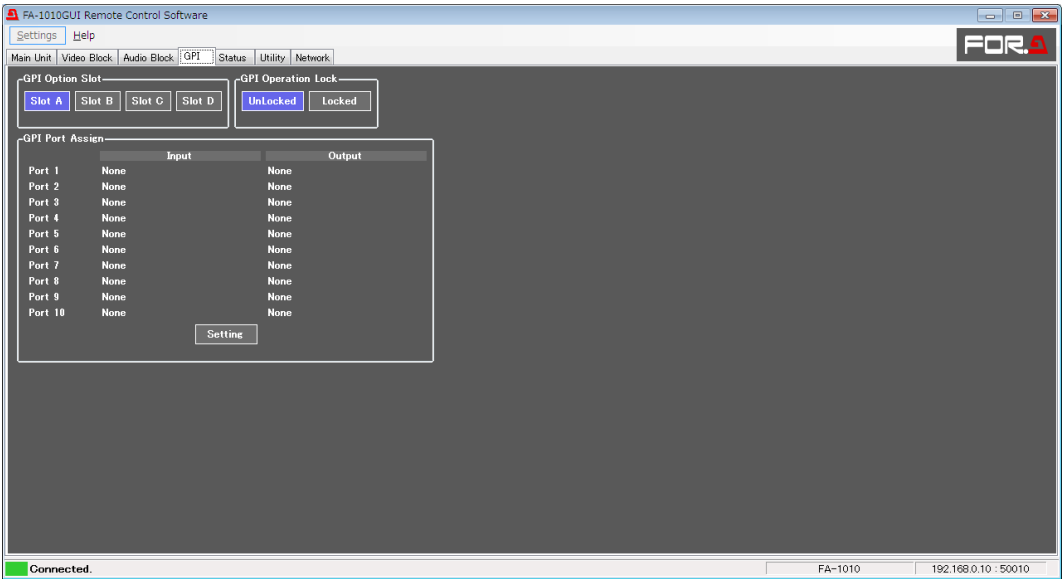 FA-1010GUI Remote Control Software
Settings Help
FOR.A
Main Unit Video Block Audio Block GPI Status Utility Network
GPI Option Slot GPI Operation Lock
Slot A Slot B Slot C Slot D UnLocked Locked
GPI Port Assign
Input Output
Port 1 None None
Port 2 None None
Port 3 None None
Port 4 None None
Port 5 None None
Port 6 None None
Port 7 None None
Port 8 None None
Port 9 None None
Port 10 None None
Setting
Connected. FA-1010 192.168.0.10 : 50010